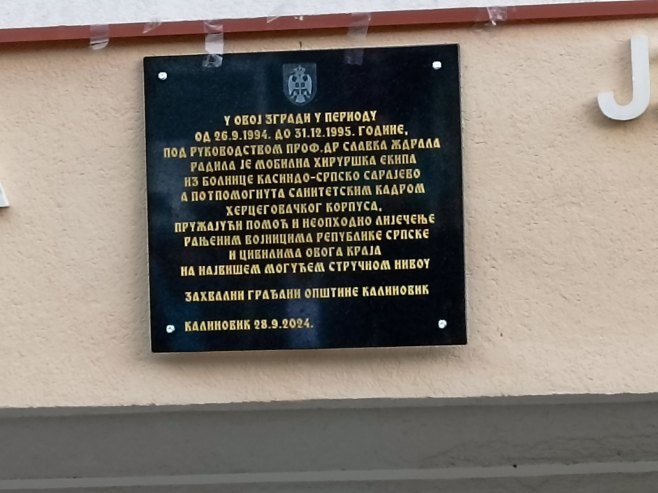 У ОВОЈ ЗГРАДИ У ПЕРИОДУ
ОД 26.9.1994. ДО 31.12.1995. ГОДИНЕ,
ПОД РУКОВОДСТВОМ ПРОФ.ДР СЛАВКА ЖДРАЛА
РАДИЛА ЈЕ МОБИЛНА ХИРУРШКА ЕКИПА
ИЗ БОЛНИЦЕ КАСИНДО-СРПСКО САРАЈЕВО
А ПОТПОМОГНУТА САНИТЕТСКИМ КАДРОМ
ХЕРЦЕГОВАЧКОГ КОРПУСА,
ПРУЖАЈУЋИ ПОМОЋ И НЕОПХОДНО ЛИЈЕЧЕЊЕ
РАЊЕНИМ ВОЈНИЦИМА РЕПУБЛИКЕ СРПСКЕ
И ЦИВИЛИМА ОВОГА КРАЈА
НА НАЈВИШЕМ МОГУЋЕМ СТРУЧНОМ НИВОУ
ЗАХВАЛНИ ГРАЂАНИ ОПШТИНЕ КАЛИНОВИК
КАЛИНОВИК 28.9.2024.